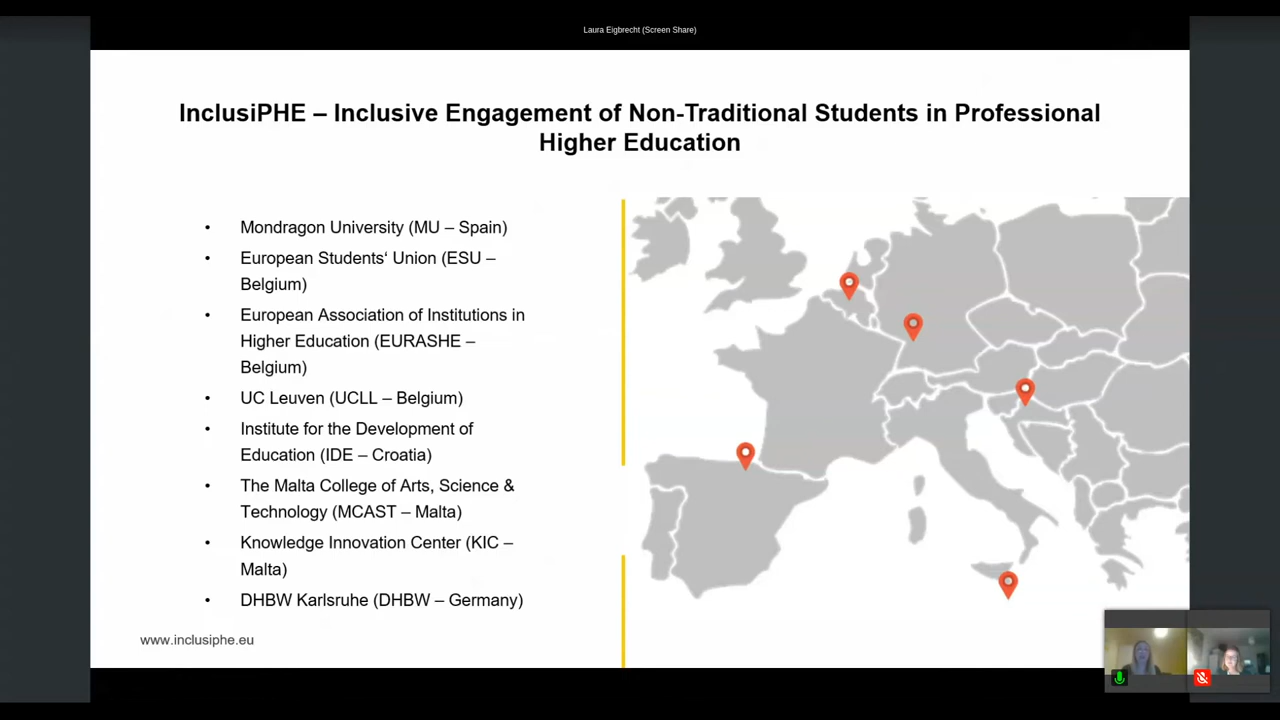 Laura Eigbrecht (Screen Share)
InclusiPHE – Inclusive Engagement of Non-Traditional Students in Professional
Higher Education
• Mondragon University (MU – Spain)
• European Students‘ Union (ESU –
Belgium)
• European Association of Institutions in
Higher Education (EURASHE –
Belgium)
• UC Leuven (UCLL – Belgium)
• Institute for the Development of
Education (IDE – Croatia)
• The Malta College of Arts, Science &
Technology (MCAST – Malta)
• Knowledge Innovation Center (KIC –
Malta)
• DHBW Karlsruhe (DHBW – Germany)
www.inclusiphe.eu